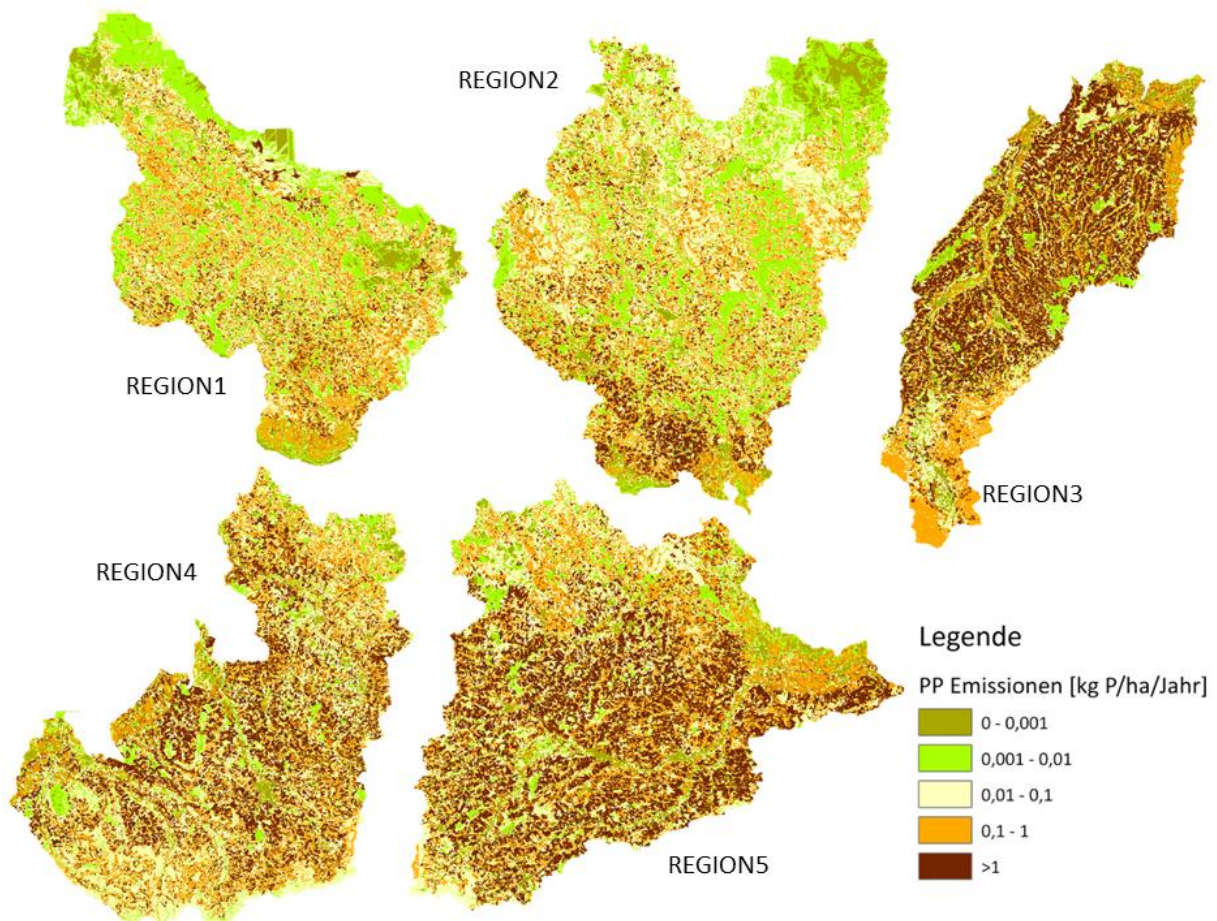 REGION1
REGION2
REGION3
REGION4
REGION5
Legende
PP Emissionen [kg P/ha/Jahr]
0 - 0,001
0,001 - 0,01
0,01 - 0,1
0,1 - 1
>1